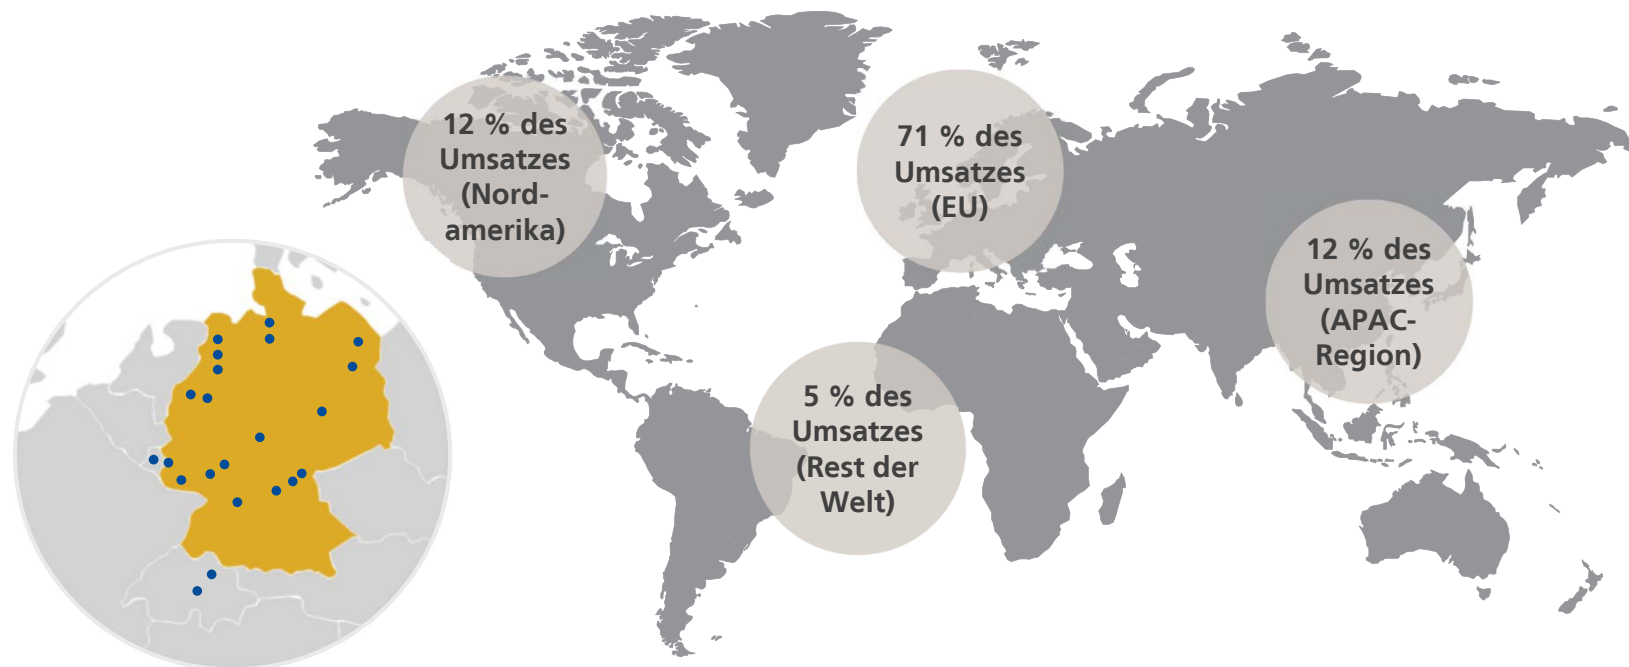 12 % des
Umsatzes
(Nord-
amerika)
71 % des
Umsatzes
(EU)
12 % des
Umsatzes
(APAC-
Region)
5 % des
Umsatzes
(Rest der
Welt)